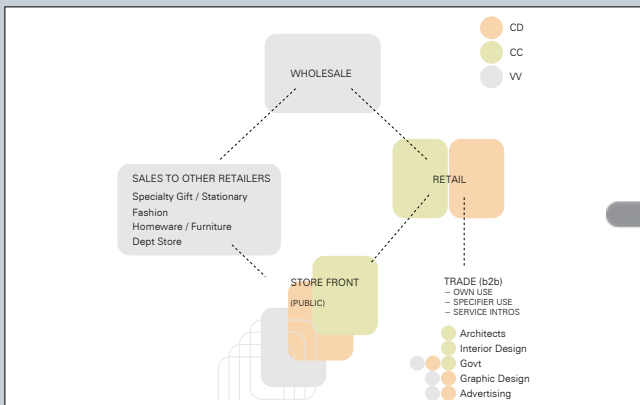 CD
CC
VV
WHOLESALE
SALES TO OTHER RETAILERS
Specialty Gift / Stationary
Fashion
Homeware / Furniture
Dept Store
RETAIL
STORE FRONT
(PUBLIC)
TRADE (b2b)
– OWN USE
– SPECIFIER USE
– SERVICE INTROS
Architects
Interior Design
Govt
Graphic Design
Advertising